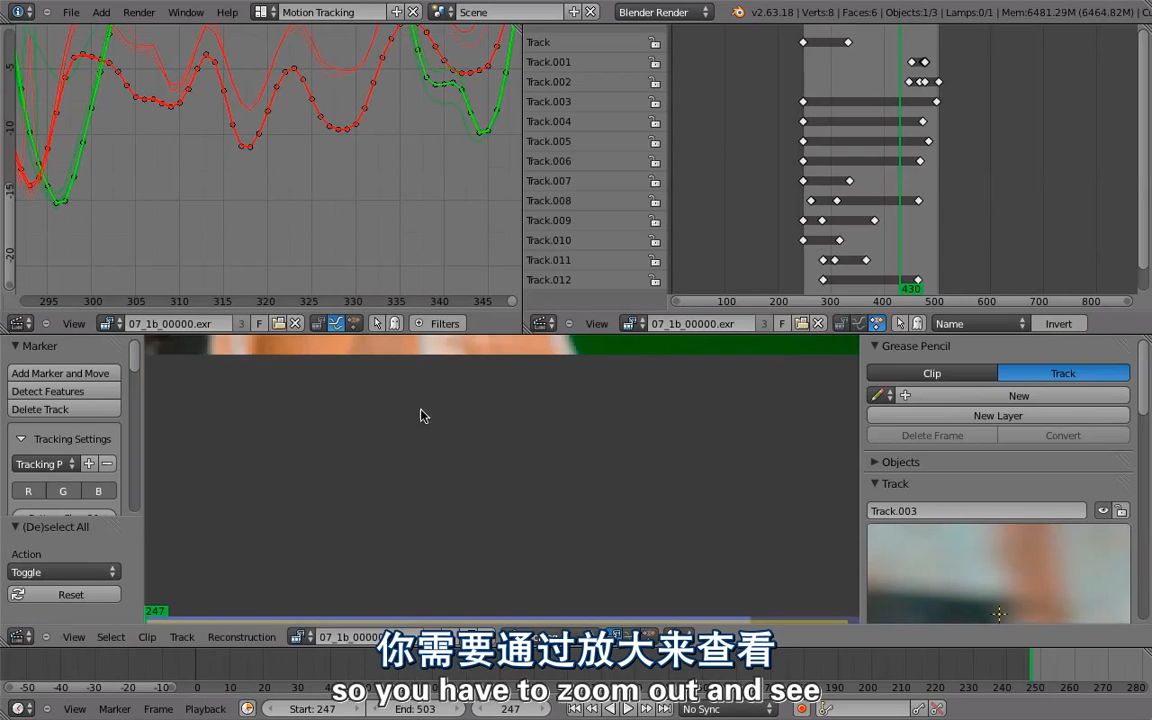 File Add Render Window Help Motion Tracking Scene Blender Render v2.63.18 | Verts:8 | Faces:6 | Objects:1/3 | Lamps:0/1 | Mem:6481.29M (6464.82M) | Cu
-5
-10
-15
-20
295 300 305 310 315 320 325 330 335 340 345
View 07_1b_00000.exr 3 F Filters
Track
Track.001
Track.002
Track.003
Track.004
Track.005
Track.006
Track.007
Track.008
Track.009
Track.010
Track.011
Track.012
430
100 200 300 400 500 600 700 800
View 07_1b_00000.exr 3 F Name Invert
Marker
Add Marker and Move
Detect Features
Delete Track
Tracking Settings
Tracking P
R G B
(De)select All
Action
Toggle
Reset
247
Grease Pencil
Clip Track
New
New Layer
Delete Frame Convert
Objects
Track
Track.003
View Select Clip Track Reconstruction 07_1b_0000
你需要通过放大来查看
so you have to zoom out and see
View Marker Frame Playback Start: 247 End: 503 247 No Sync